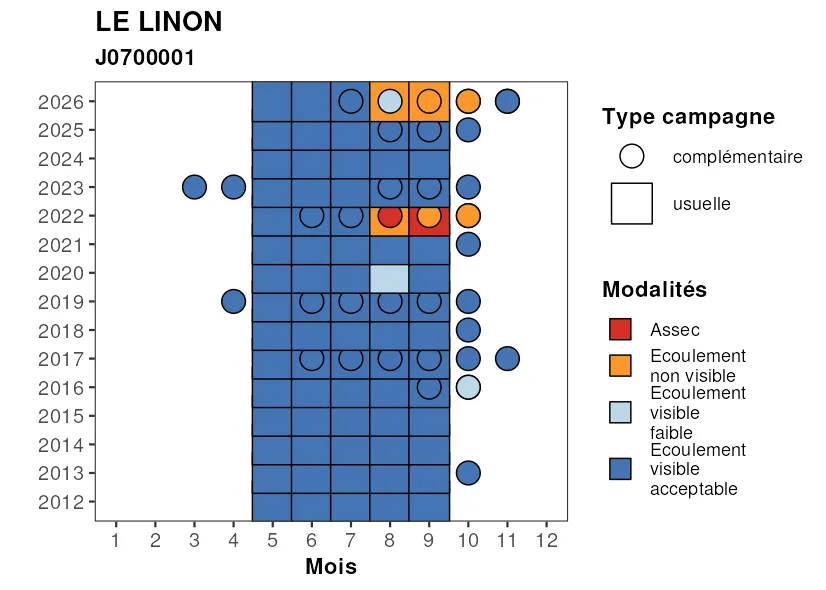 LE LINON
J0700001
2026
2025
2024
2023
2022
2021
2020
2019
2018
2017
2016
2015
2014
2013
2012
1 2 3 4 5 6 7 8 9 10 11 12
Mois
Type campagne
complémentaire
usuelle
Modalités
Assec
Ecoulement
non visible
Ecoulement
visible
faible
Ecoulement
visible
acceptable